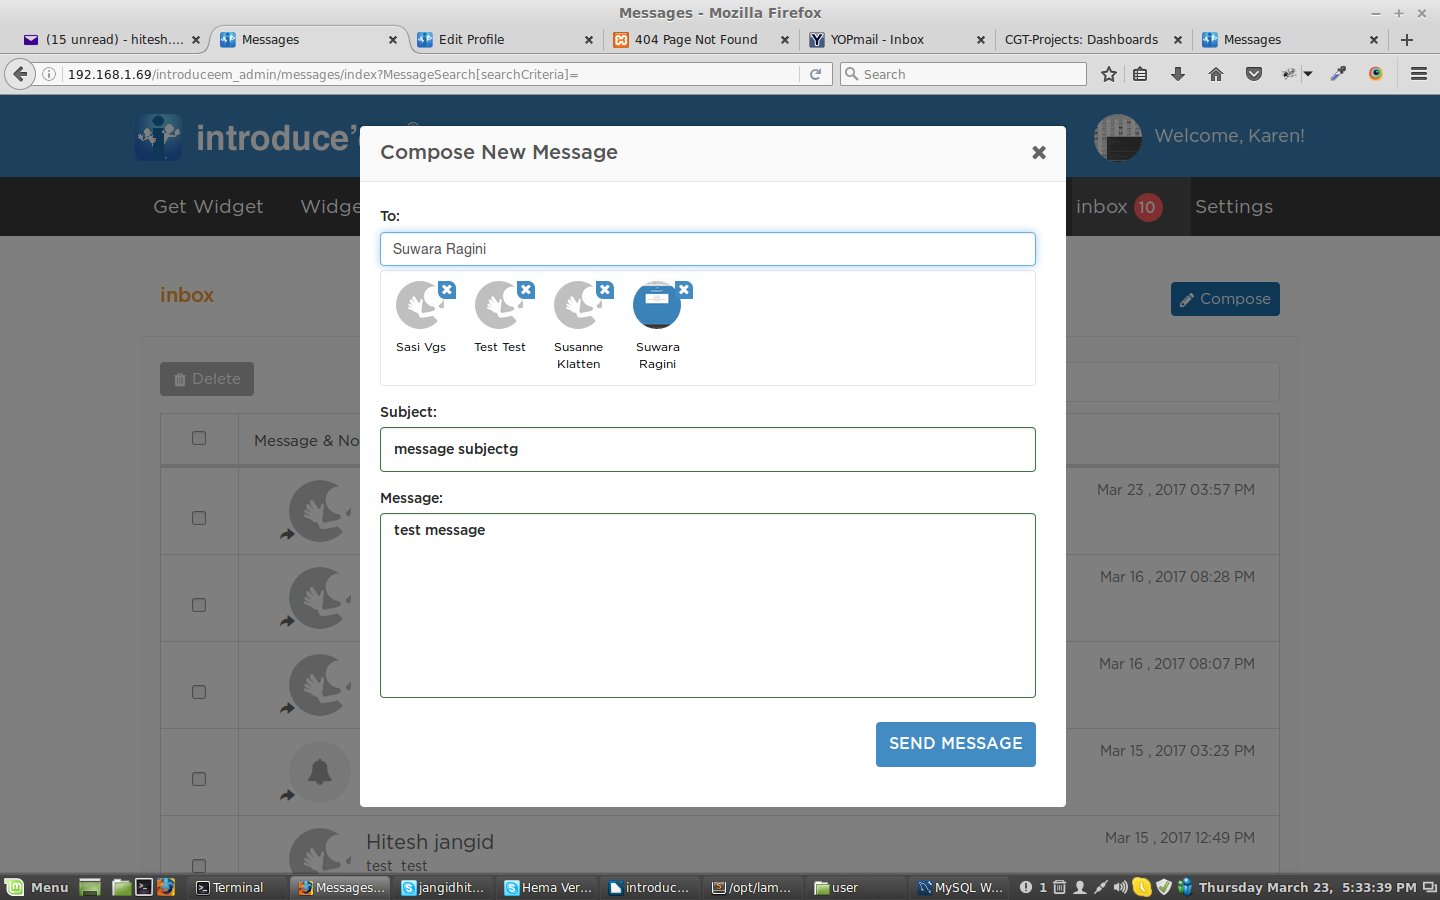 Messages - Mozilla Firefox
(15 unread) - hitesh....
Messages
Edit Profile
404 Page Not Found
YOPmail - Inbox
CGT-Projects: Dashboards
Messages
192.168.1.69/introduceem_admin/messages/index?MessageSearch[searchCriteria]=
Search
introduce'
Welcome, Karen!
Get Widget
Widge
inbox 10
Settings
Compose New Message
To:
Suwara Ragini
Sasi Vgs
Test Test
Susanne Klatten
Suwara Ragini
Subject:
message subjectg
Message:
test message
SEND MESSAGE
inbox
Compose
Delete
Message & No
Mar 23 , 2017 03:57 PM
Mar 16 , 2017 08:28 PM
Mar 16 , 2017 08:07 PM
Mar 15 , 2017 03:23 PM
Hitesh jangid
test test
Mar 15 , 2017 12:49 PM
Menu
Terminal
Messages...
jangidhit...
Hema Ver...
introduc...
/opt/lam...
user
MySQL W...
1
Thursday March 23, 5:33:39 PM